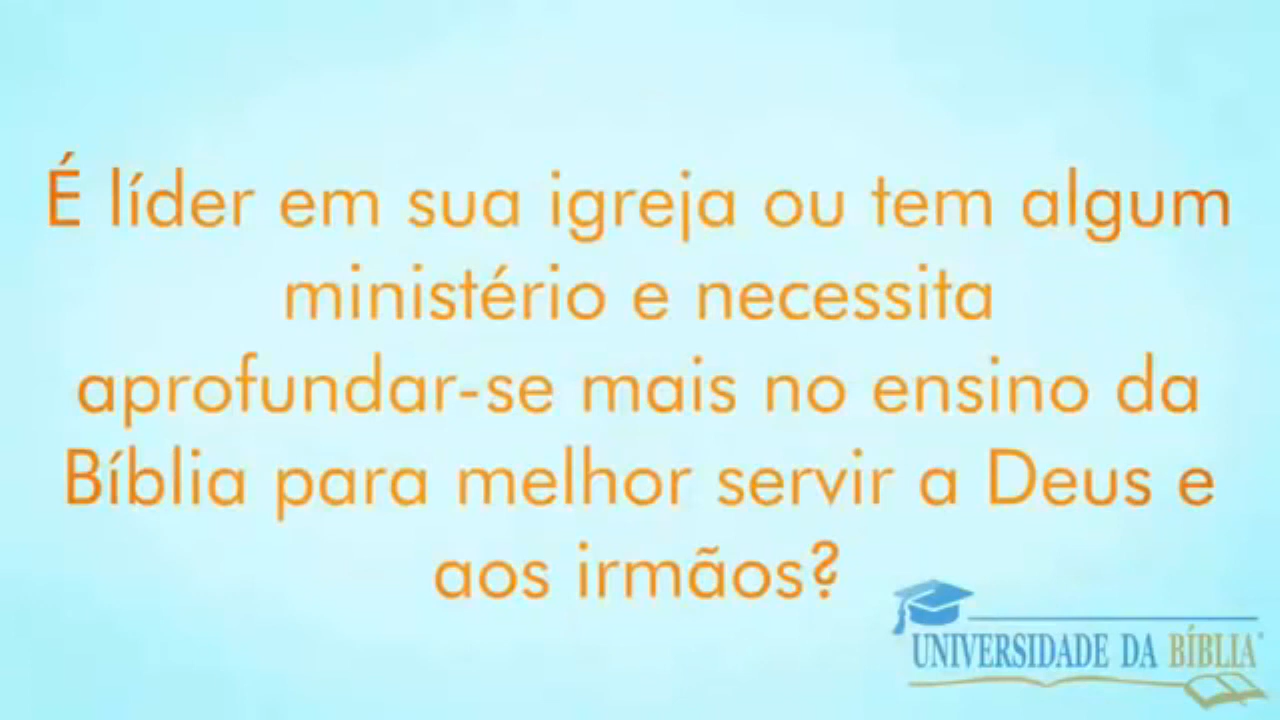 É líder em sua igreja ou tem algum
ministério e necessita
aprofundar-se mais no ensino da
Bíblia para melhor servir a Deus e
aos irmãos?
UNIVERSIDADE DA BÍBLIA®